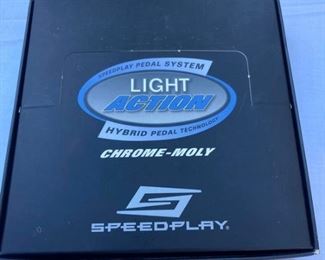 SPEEDPLAY PEDAL SYSTEM
LIGHT
ACTION
HYBRID PEDAL TECHNOLOGY
CHROME-MOLY
SPEEDPLAY®